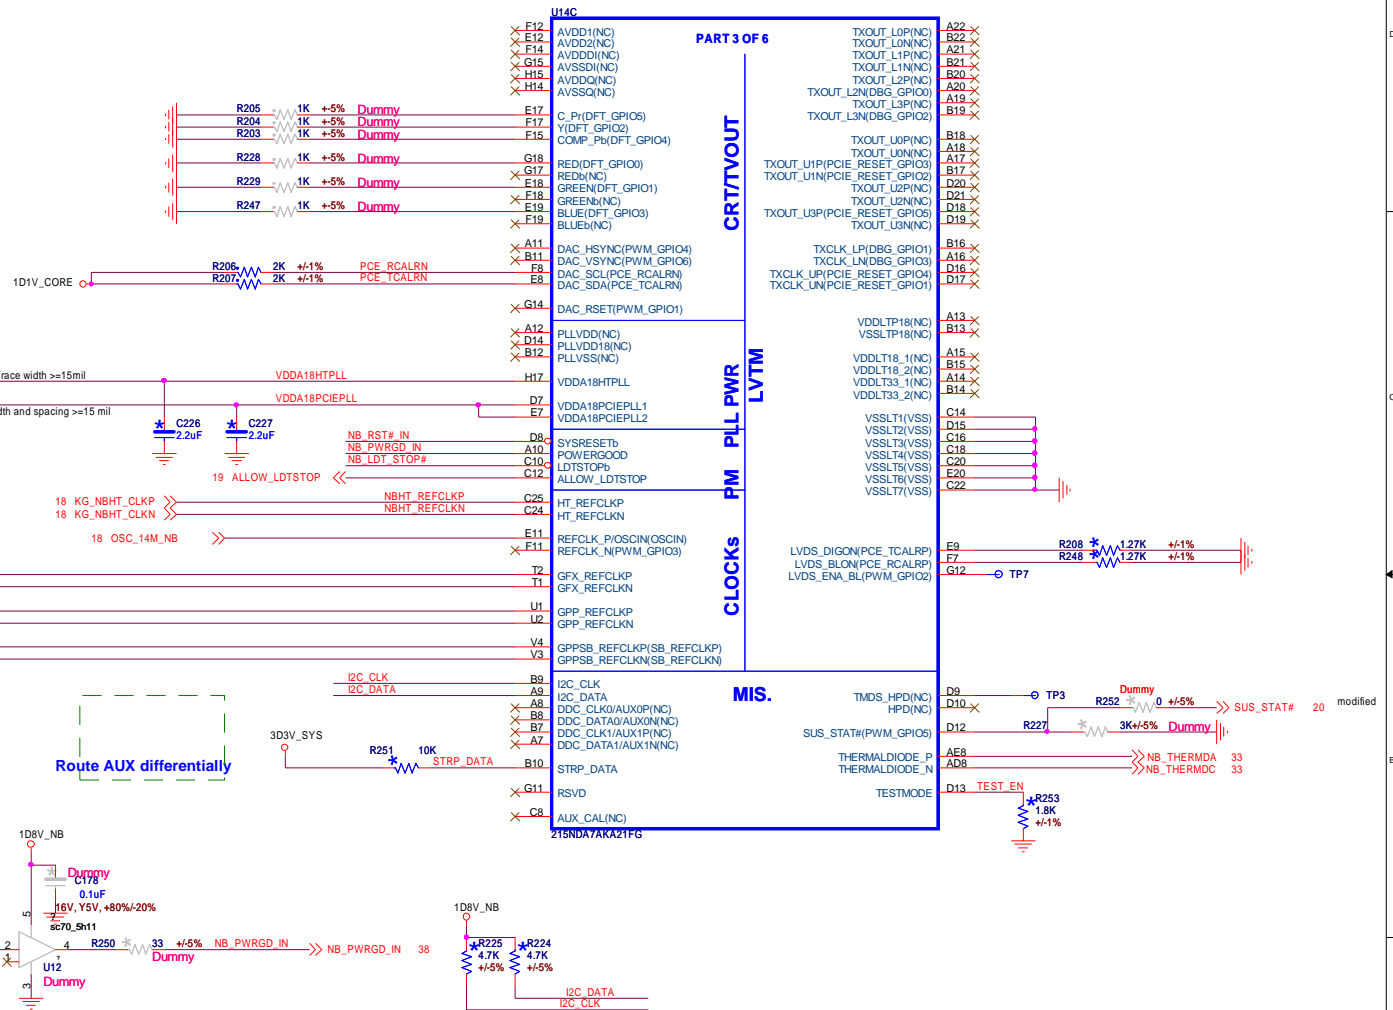 U14C
PART 3 OF 6
F12 AVDD1(NC)
E12 AVDD2(NC)
F14 AVDDDI(NC)
G15 AVSSDI(NC)
H15 AVDDQ(NC)
H14 AVSSQ(NC)
R205 1K +-5% Dummy E17 C_Pr(DFT_GPIO5)
R204 1K +-5% Dummy F17 Y(DFT_GPIO2)
R203 1K +-5% Dummy F15 COMP_Pb(DFT_GPIO4)
R228 1K +-5% Dummy G18 RED(DFT_GPIO0)
G17 REDb(NC)
R229 1K +-5% Dummy E18 GREEN(DFT_GPIO1)
F18 GREENb(NC)
R247 1K +-5% Dummy E19 BLUE(DFT_GPIO3)
F19 BLUEb(NC)
A11 DAC_HSYNC(PWM_GPIO4)
B11 DAC_VSYNC(PWM_GPIO6)
R206 2K +/-1% PCE_RCALRN F8 DAC_SCL(PCE_RCALRN)
1D1V_CORE R207 2K +/-1% PCE_TCALRN E8 DAC_SDA(PCE_TCALRN)
G14 DAC_RSET(PWM_GPIO1)
CRT/TVOUT
A12 PLLVDD(NC)
D14 PLLVDD18(NC)
B12 PLLVSS(NC)
race width >=15mil VDDA18HTPLL H17 VDDA18HTPLL
dth and spacing >=15 mil VDDA18PCIEPLL D7 VDDA18PCIEPLL1
E7 VDDA18PCIEPLL2
C226 2.2uF
C227 2.2uF
PLL PWR
LVTM
NB_RST#_IN D8 SYSRESETb
NB_PWRGD_IN A10 POWERGOOD
NB_LDT_STOP# C10 LDTSTOPb
19 ALLOW_LDTSTOP C12 ALLOW_LDTSTOP
PM
18 KG_NBHT_CLKP NBHT_REFCLKP C25 HT_REFCLKP
18 KG_NBHT_CLKN NBHT_REFCLKN C24 HT_REFCLKN
18 OSC_14M_NB E11 REFCLK_P/OSCIN(OSCIN)
F11 REFCLK_N(PWM_GPIO3)
T2 GFX_REFCLKP
T1 GFX_REFCLKN
U1 GPP_REFCLKP
U2 GPP_REFCLKN
V4 GPPSB_REFCLKP(SB_REFCLKP)
V3 GPPSB_REFCLKN(SB_REFCLKN)
CLOCKs
I2C_CLK B9 I2C_CLK
I2C_DATA A9 I2C_DATA
A8 DDC_CLK0/AUX0P(NC)
B8 DDC_DATA0/AUX0N(NC)
B7 DDC_CLK1/AUX1P(NC)
A7 DDC_DATA1/AUX1N(NC)
3D3V_SYS R251 10K STRP_DATA B10 STRP_DATA
G11 RSVD
C8 AUX_CAL(NC)
MIS.
215NDA7AKA21FG
TXOUT_L0P(NC) A22
TXOUT_L0N(NC) B22
TXOUT_L1P(NC) A21
TXOUT_L1N(NC) B21
TXOUT_L2P(NC) B20
TXOUT_L2N(DBG_GPIO0) A20
TXOUT_L3P(NC) A19
TXOUT_L3N(DBG_GPIO2) B19
TXOUT_U0P(NC) B18
TXOUT_U0N(NC) A18
TXOUT_U1P(PCIE_RESET_GPIO3) A17
TXOUT_U1N(PCIE_RESET_GPIO2) B17
TXOUT_U2P(NC) D20
TXOUT_U2N(NC) D21
TXOUT_U3P(PCIE_RESET_GPIO5) D18
TXOUT_U3N(NC) D19
TXCLK_LP(DBG_GPIO1) B16
TXCLK_LN(DBG_GPIO3) A16
TXCLK_UP(PCIE_RESET_GPIO4) D16
TXCLK_UN(PCIE_RESET_GPIO1) D17
VDDLTP18(NC) A13
VSSLTP18(NC) B13
VDDLT18_1(NC) A15
VDDLT18_2(NC) B15
VDDLT33_1(NC) A14
VDDLT33_2(NC) B14
VSSLT1(VSS) C14
VSSLT2(VSS) D15
VSSLT3(VSS) C16
VSSLT4(VSS) C18
VSSLT5(VSS) C20
VSSLT6(VSS) E20
VSSLT7(VSS) C22
LVDS_DIGON(PCE_TCALRP) E9 R208 1.27K +/-1%
LVDS_BLON(PCE_RCALRP) F7 R248 1.27K +/-1%
LVDS_ENA_BL(PWM_GPIO2) G12 TP7
TMDS_HPD(NC) D9 TP3
HPD(NC) D10
Dummy
R252 0 +/-5% SUS_STAT# 20 modified
SUS_STAT#(PWM_GPIO5) D12 R227 3K+/-5% Dummy
THERMALDIODE_P AE8 NB_THERMDA 33
THERMALDIODE_N AD8 NB_THERMDC 33
TESTMODE D13 TEST_EN
R253
1.8K
+/-1%
Route AUX differentially
1D8V_NB
Dummy
C178
0.1uF
16V, Y5V, +80%/-20%
?
sc70_5h11
5
2
1
4
3
?
U12
Dummy
R250 33 +/-5% NB_PWRGD_IN NB_PWRGD_IN 38
Dummy
1D8V_NB
R225 R224
4.7K 4.7K
+/-5% +/-5%
I2C_DATA
I2C_CLK
D
C
B